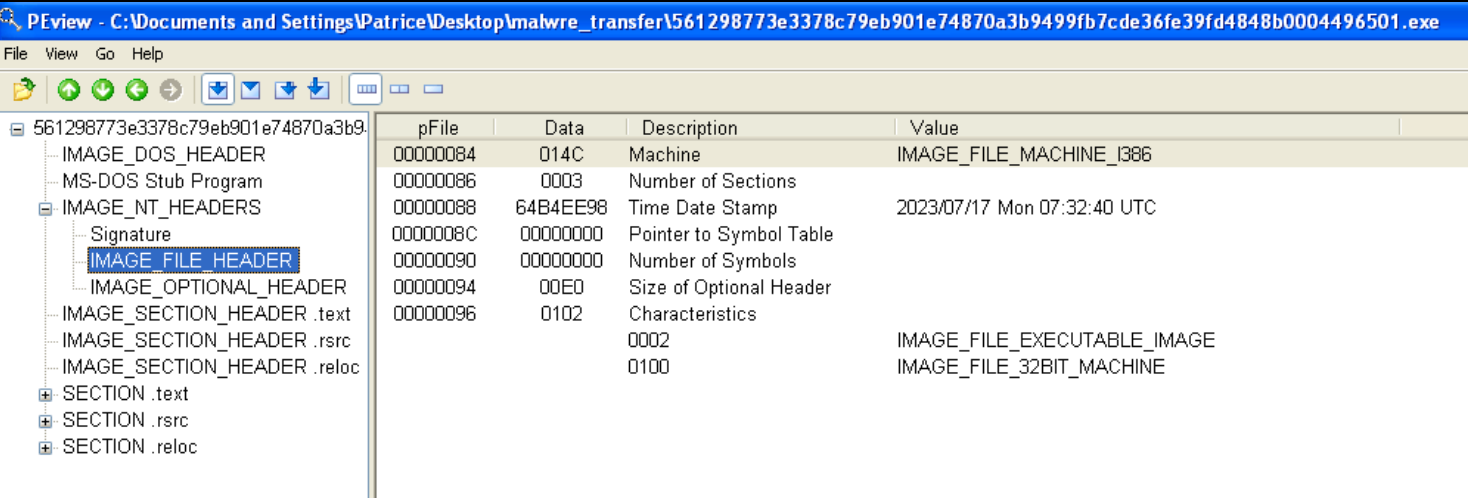 PEview - C:\Documents and Settings\Patrice\Desktop\malwre_transfer\561298773e3378c79eb901e74870a3b9499fb7cde36fe39fd4848b0004496501.exe
File View Go Help
561298773e3378c79eb901e74870a3b9
IMAGE_DOS_HEADER
MS-DOS Stub Program
IMAGE_NT_HEADERS
Signature
IMAGE_FILE_HEADER
IMAGE_OPTIONAL_HEADER
IMAGE_SECTION_HEADER .text
IMAGE_SECTION_HEADER .rsrc
IMAGE_SECTION_HEADER .reloc
SECTION .text
SECTION .rsrc
SECTION .reloc
pFile Data Description Value
00000084 014C Machine IMAGE_FILE_MACHINE_I386
00000086 0003 Number of Sections
00000088 64B4EE98 Time Date Stamp 2023/07/17 Mon 07:32:40 UTC
0000008C 00000000 Pointer to Symbol Table
00000090 00000000 Number of Symbols
00000094 00E0 Size of Optional Header
00000096 0102 Characteristics
0002 IMAGE_FILE_EXECUTABLE_IMAGE
0100 IMAGE_FILE_32BIT_MACHINE